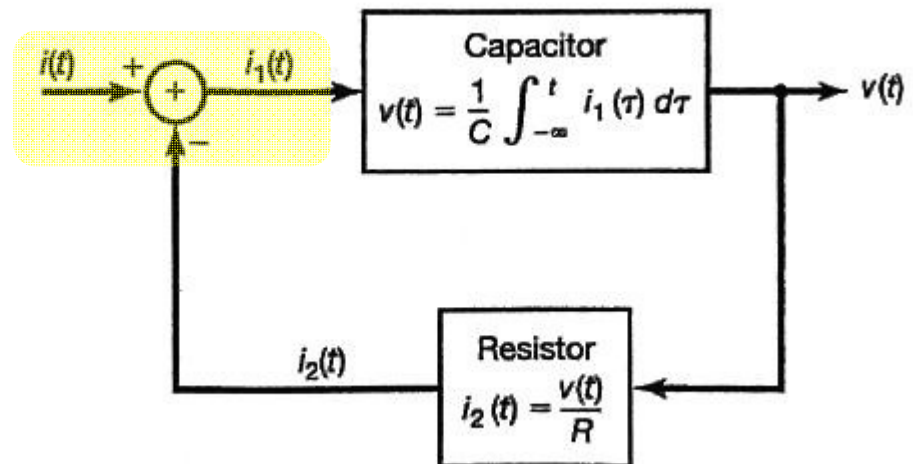 i(t)
+
+
i₁(t)
−
Capacitor
v(t) = 1/C ∫_{-∞}^{t} i₁(τ) dτ
v(t)
i₂(t)
Resistor
i₂(t) = v(t)/R